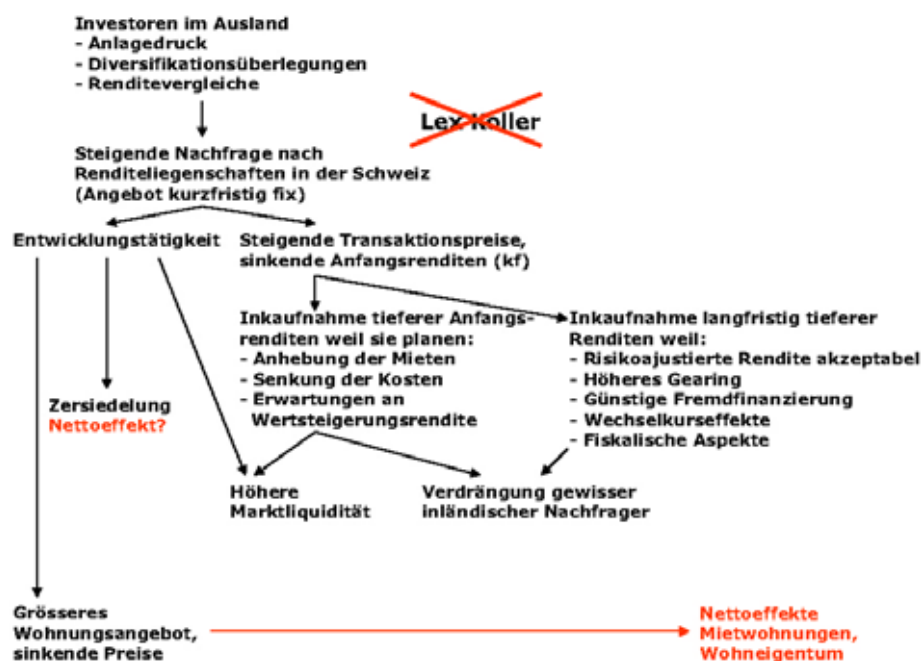 Investoren im Ausland
- Anlagedruck
- Diversifikationsüberlegungen
- Renditevergleiche
Lex Koller
Steigende Nachfrage nach
Renditeliegenschaften in der Schweiz
(Angebot kurzfristig fix)
Entwicklungstätigkeit
Steigende Transaktionspreise,
sinkende Anfangsrenditen (kf)
Inkaufnahme tieferer Anfangs-
renditen weil sie planen:
- Anhebung der Mieten
- Senkung der Kosten
- Erwartungen an
Wertsteigerungsrendite
Inkaufnahme langfristig tieferer
Renditen weil:
- Risikoajustierte Rendite akzeptabel
- Höheres Gearing
- Günstige Fremdfinanzierung
- Wechselkurseffekte
- Fiskalische Aspekte
Zersiedelung
Nettoeffekt?
Höhere
Marktliquidität
Verdrängung gewisser
inländischer Nachfrager
Grösseres
Wohnungsangebot,
sinkende Preise
Nettoeffekte
Mietwohnungen,
Wohneigentum